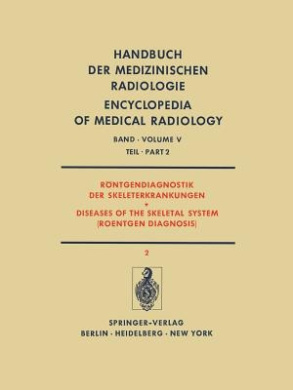 HANDBUCH
DER MEDIZINISCHEN
RADIOLOGIE
ENCYCLOPEDIA
OF MEDICAL RADIOLOGY
BAND · VOLUME V
TEIL · PART 2
RÖNTGENDIAGNOSTIK
DER SKELETERKRANKUNGEN
•
DISEASES OF THE SKELETAL SYSTEM
(ROENTGEN DIAGNOSIS)
2
SPRINGER-VERLAG
BERLIN · HEIDELBERG · NEW YORK